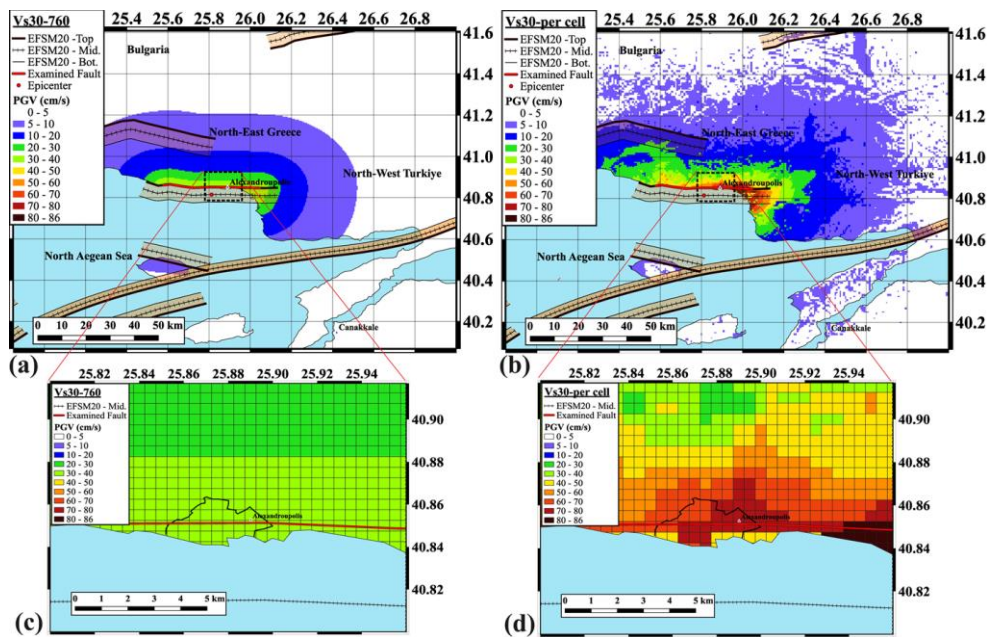 (a)
25.4 25.6 25.8 26.0 26.2 26.4 26.6 26.8
Vs30-760
EFSM20 -Top
EFSM20 - Mid.
EFSM20 - Bot.
Examined Fault
Epicenter
PGV (cm/s)
0 - 5
5 - 10
10 - 20
20 - 30
30 - 40
40 - 50
50 - 60
60 - 70
70 - 80
80 - 86
Bulgaria
North-East Greece
Alexandroupolis
North-West Turkiye
North Aegean Sea
Canakkale
0 10 20 30 40 50 km
41.6
41.4
41.2
41.0
40.8
40.6
40.4
40.2
(b)
25.4 25.6 25.8 26.0 26.2 26.4 26.6 26.8
Vs30-per cell
EFSM20 -Top
EFSM20 - Mid.
EFSM20 - Bot.
Examined Fault
Epicenter
PGV (cm/s)
0 - 5
5 - 10
10 - 20
20 - 30
30 - 40
40 - 50
50 - 60
60 - 70
70 - 80
80 - 86
Bulgaria
North-East Greece
Alexandroupolis
North-West Turkiye
North Aegean Sea
Canakkale
0 10 20 30 40 50 km
41.6
41.4
41.2
41.0
40.8
40.6
40.4
40.2
(c)
25.82 25.84 25.86 25.88 25.90 25.92 25.94
Vs30-760
EFSM20 - Mid.
Examined Fault
PGV (cm/s)
0 - 5
5 - 10
10 - 20
20 - 30
30 - 40
40 - 50
50 - 60
60 - 70
70 - 80
80 - 86
Alexandroupolis
0 1 2 3 4 5 km
40.90
40.88
40.86
40.84
40.82
(d)
25.82 25.84 25.86 25.88 25.90 25.92 25.94
Vs30-per cell
EFSM20 - Mid.
Examined Fault
PGV (cm/s)
0 - 5
5 - 10
10 - 20
20 - 30
30 - 40
40 - 50
50 - 60
60 - 70
70 - 80
80 - 86
Alexandroupolis
0 1 2 3 4 5 km
40.90
40.88
40.86
40.84
40.82